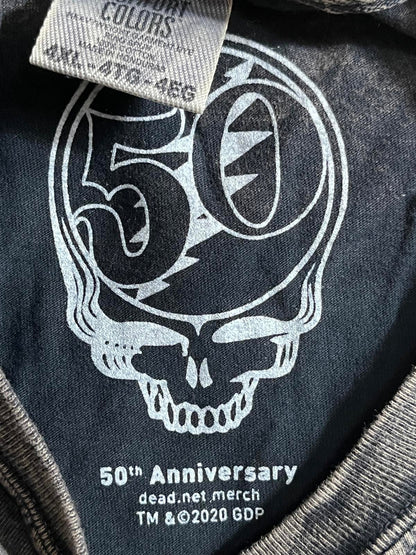 COLORS
4XL-4TG-4EG
50
50th Anniversary
dead.net merch
TM &©2020 GDP